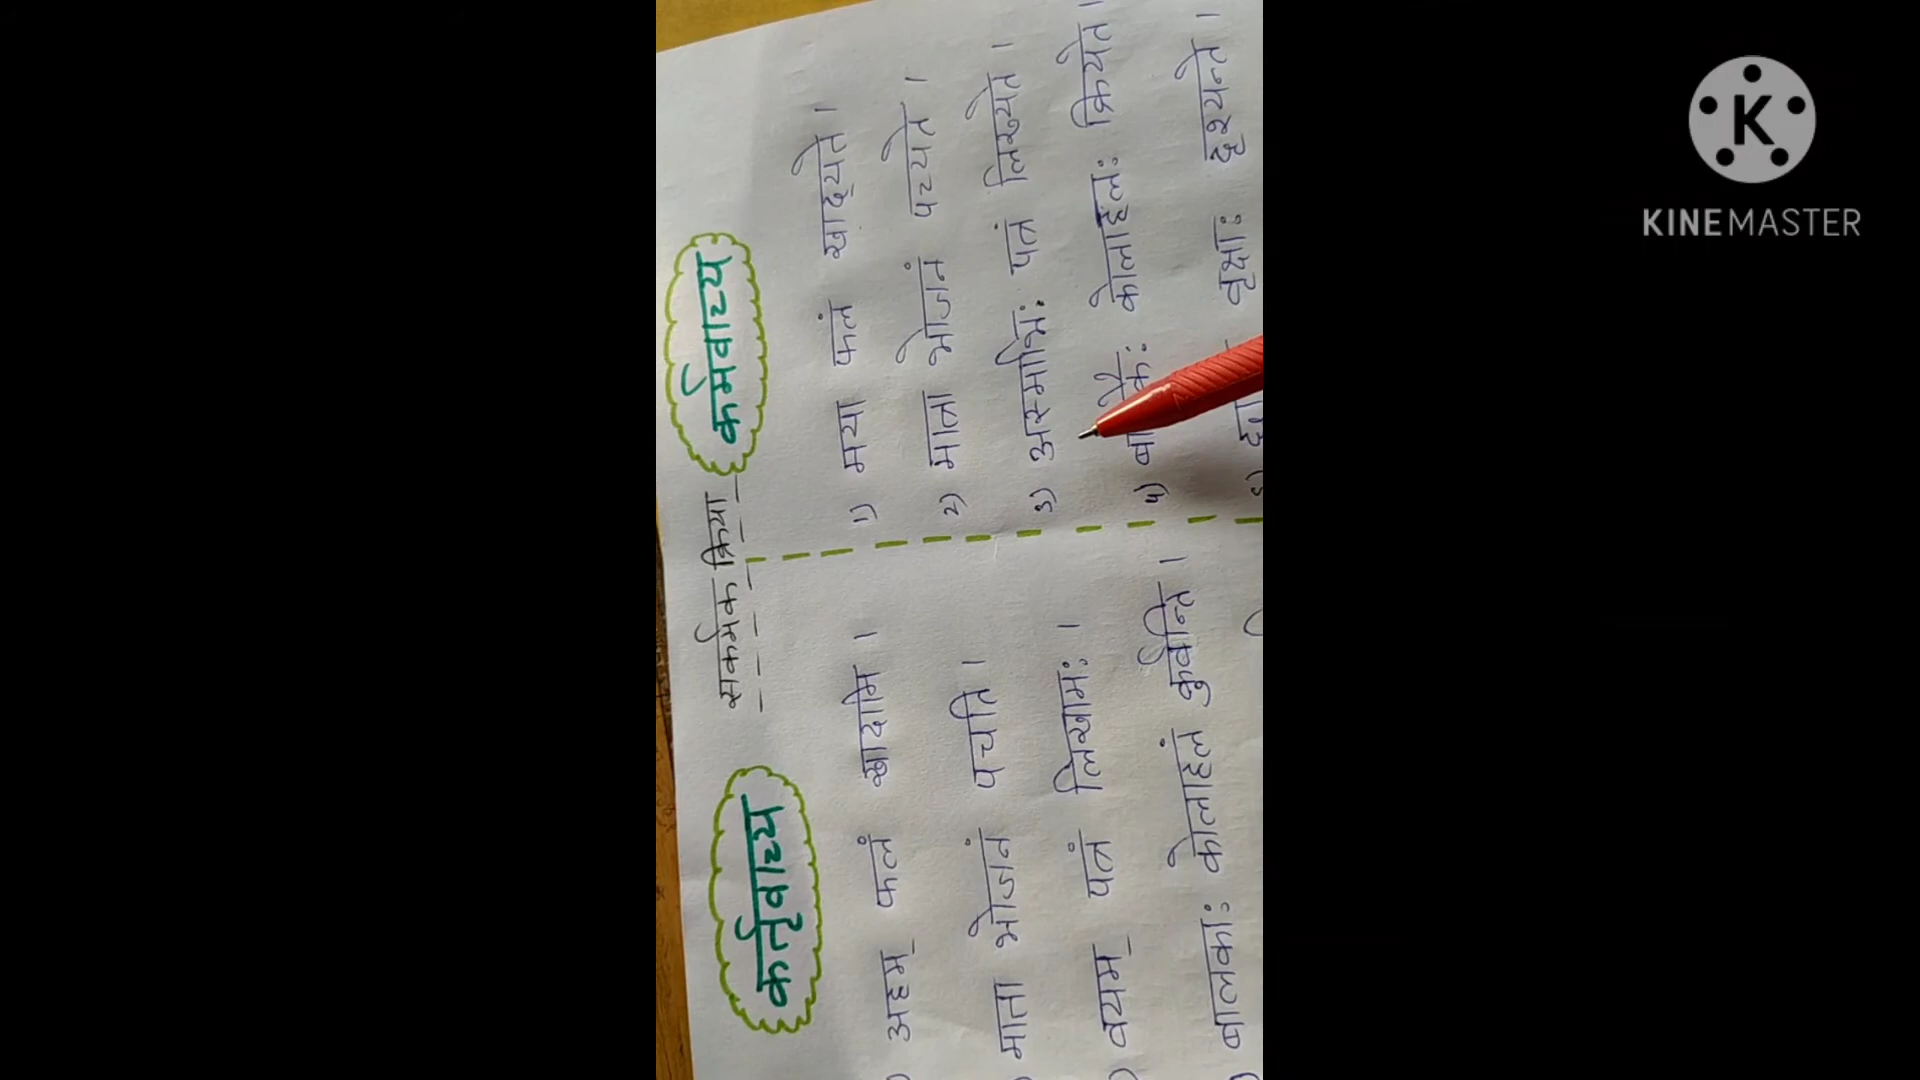 सकर्मक क्रिया
कर्तृवाच्य
अहम् फलं खादामि ।
माता भोजनं पचति ।
वयम् पत्रं लिखामः ।
बालकाः कोलाहलं कुर्वन्ति ।
कर्मवाच्य
1) मया फलं खाद्यते ।
2) मात्रा भोजनं पच्यते ।
3) अस्माभिः पत्रं लिख्यते ।
4) कोलाहलः क्रियते ।
5) वृक्षाः दृश्यन्ते ।
K
KINEMASTER